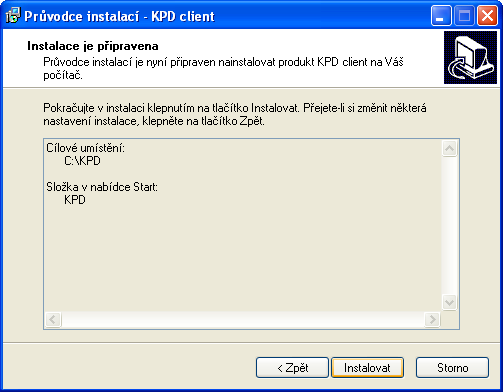 Průvodce instalací - KPD client
Instalace je připravena
Průvodce instalací je nyní připraven nainstalovat produkt KPD client na Váš
počítač.
Pokračujte v instalaci klepnutím na tlačítko Instalovat. Přejete-li si změnit některá
nastavení instalace, klepněte na tlačítko Zpět.
Cílové umístění:
C:\KPD
Složka v nabídce Start:
KPD
< Zpět
Instalovat
Storno